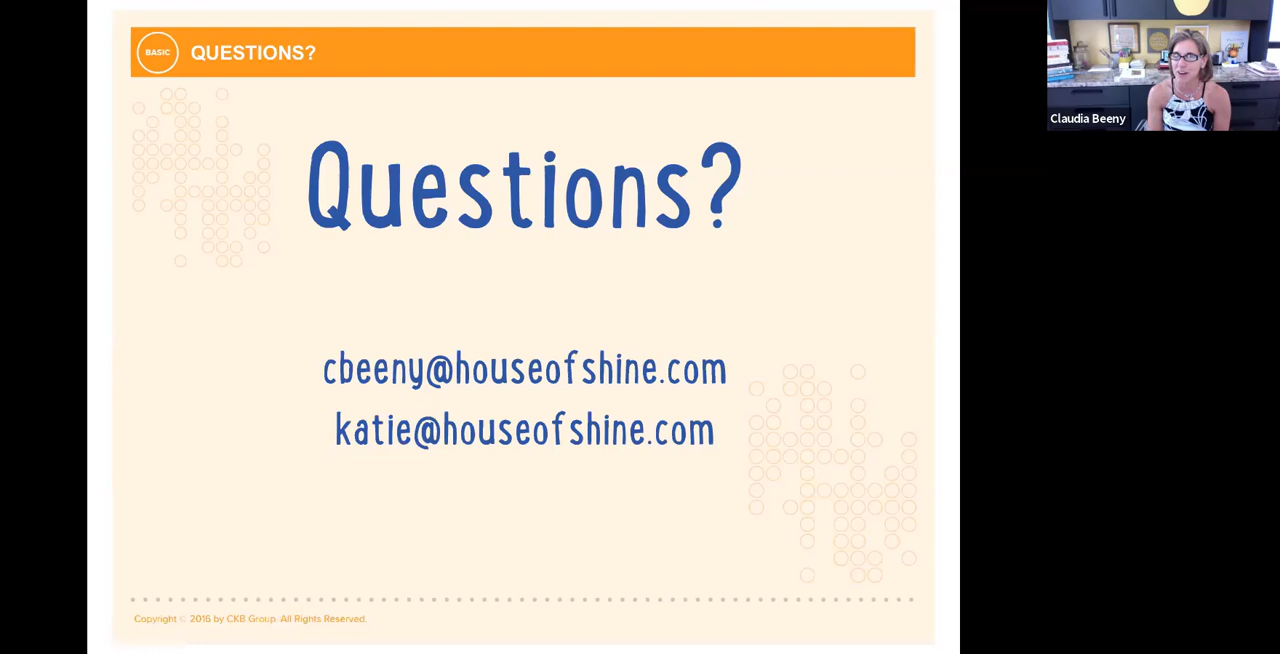 BASIC
QUESTIONS?
Questions?
cbeeny@houseofshine.com
katie@houseofshine.com
Copyright © 2016 by CKB Group. All Rights Reserved.
Claudia Beeny